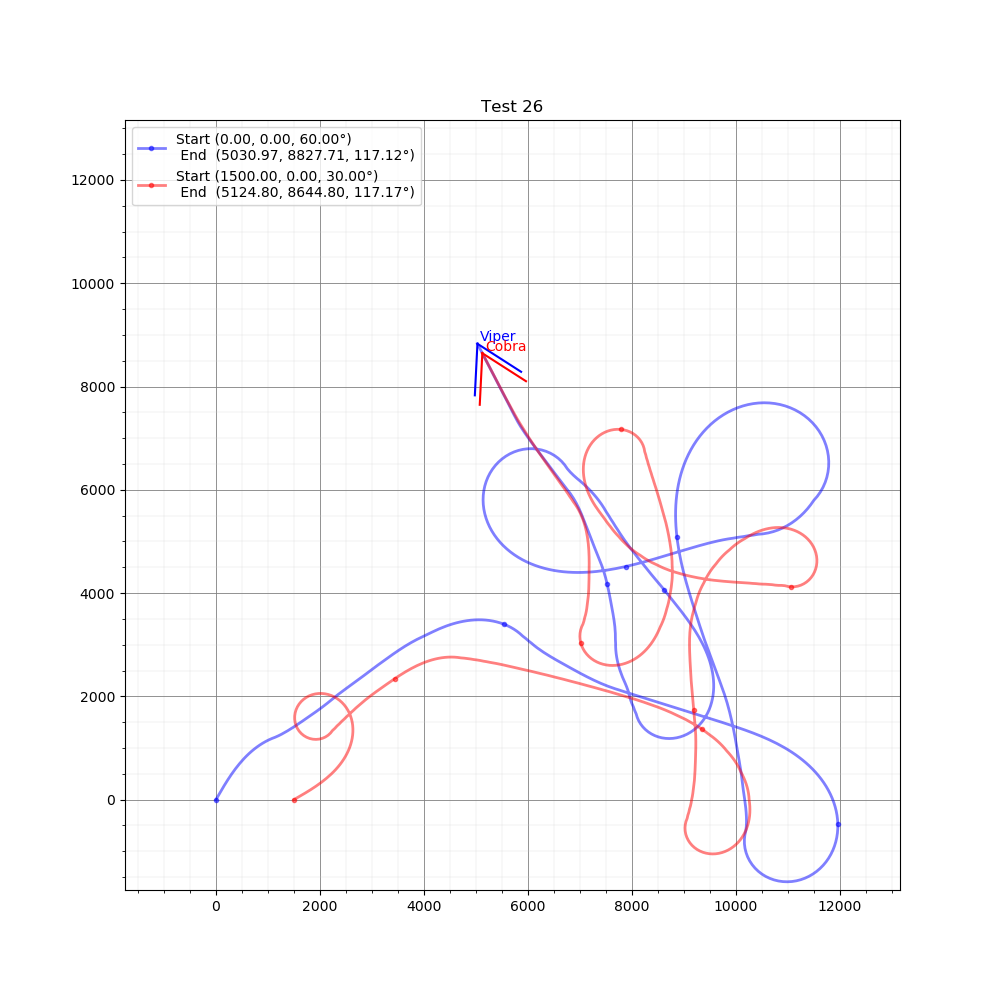 Test 26
Start (0.00, 0.00, 60.00°)
End  (5030.97, 8827.71, 117.12°)
Start (1500.00, 0.00, 30.00°)
End  (5124.80, 8644.80, 117.17°)
12000
10000
Viper
Cobra
8000
6000
4000
2000
0
0 2000 4000 6000 8000 10000 12000